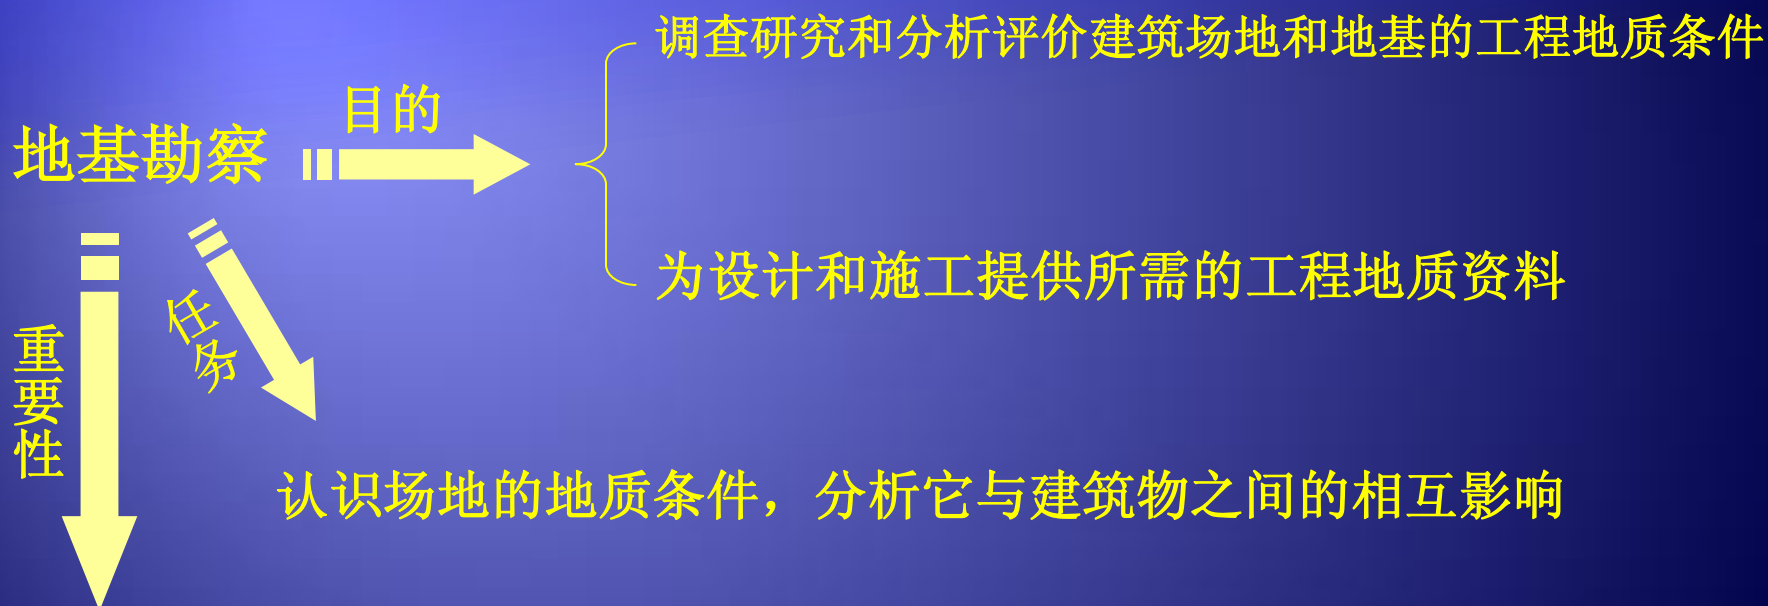 调查研究和分析评价建筑场地和地基的工程地质条件
目的
地基勘察
为设计和施工提供所需的工程地质资料
任务
重要性
认识场地的地质条件，分析它与建筑物之间的相互影响